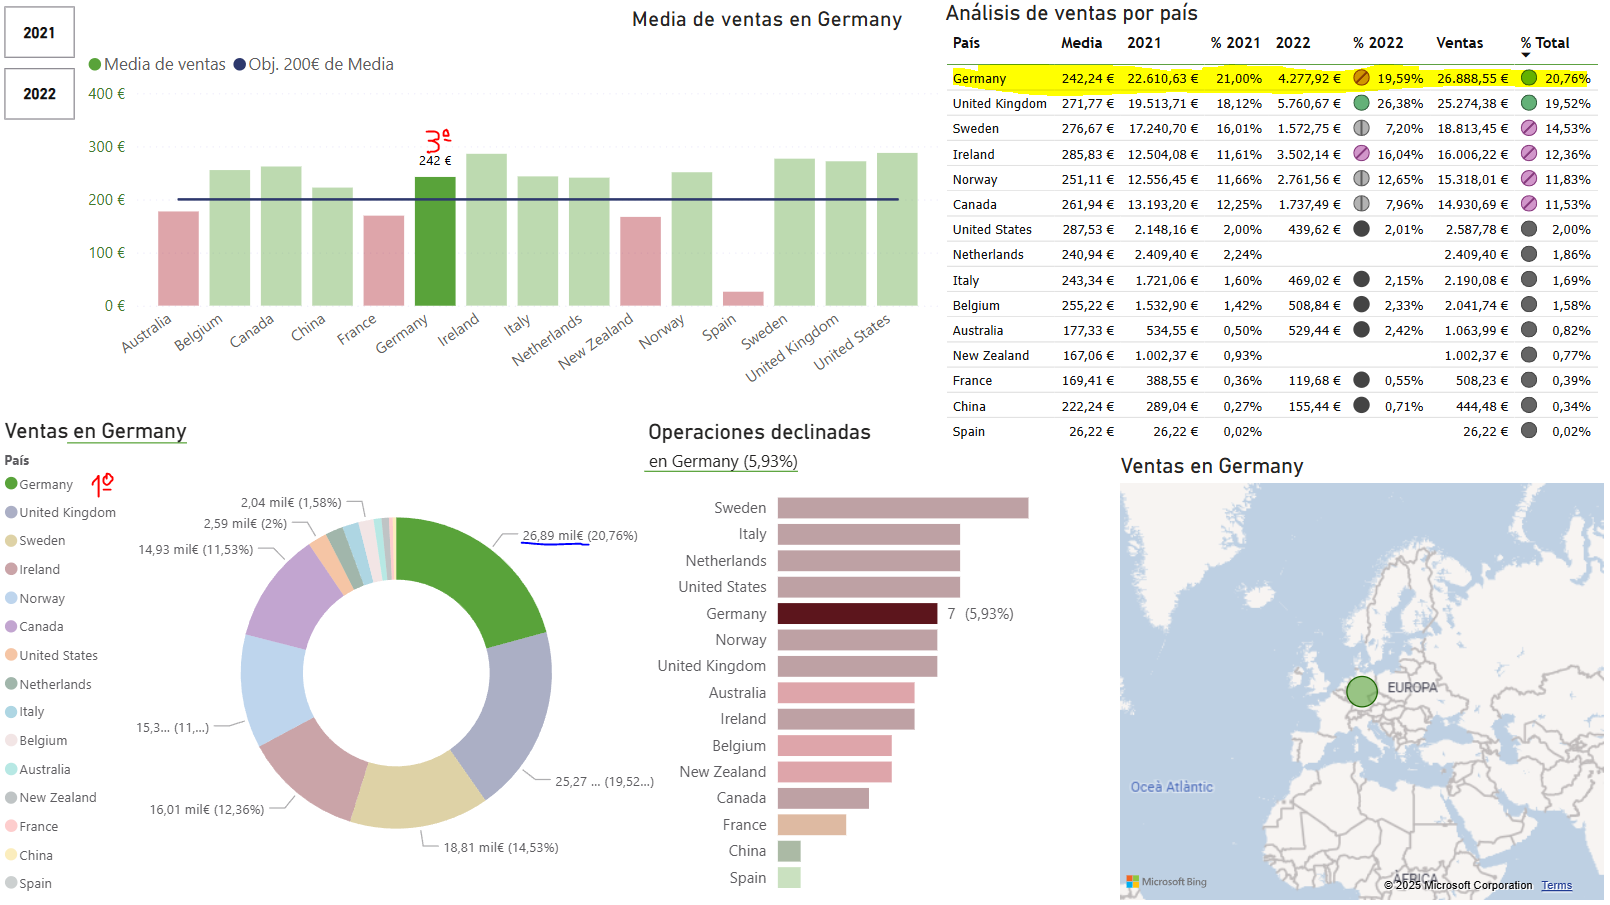 2021
2022
Media de ventas en Germany
Media de ventas
Obj. 200€ de Media
400 €
300 €
200 €
100 €
0 €
3ª
242 €
Australia
Belgium
Canada
China
France
Germany
Ireland
Italy
Netherlands
New Zealand
Norway
Spain
Sweden
United Kingdom
United States
Análisis de ventas por país
País Media 2021 % 2021 2022 % 2022 Ventas % Total
Germany 242,24 € 22.610,63 € 21,00% 4.277,92 € 19,59% 26.888,55 € 20,76%
United Kingdom 271,77 € 19.513,71 € 18,12% 5.760,67 € 26,38% 25.274,38 € 19,52%
Sweden 276,67 € 17.240,70 € 16,01% 1.572,75 € 7,20% 18.813,45 € 14,53%
Ireland 285,83 € 12.504,08 € 11,61% 3.502,14 € 16,04% 16.006,22 € 12,36%
Norway 251,11 € 12.556,45 € 11,66% 2.761,56 € 12,65% 15.318,01 € 11,83%
Canada 261,94 € 13.193,20 € 12,25% 1.737,49 € 7,96% 14.930,69 € 11,53%
United States 287,53 € 2.148,16 € 2,00% 439,62 € 2,01% 2.587,78 € 2,00%
Netherlands 240,94 € 2.409,40 € 2,24% 2.409,40 € 1,86%
Italy 243,34 € 1.721,06 € 1,60% 469,02 € 2,15% 2.190,08 € 1,69%
Belgium 255,22 € 1.532,90 € 1,42% 508,84 € 2,33% 2.041,74 € 1,58%
Australia 177,33 € 534,55 € 0,50% 529,44 € 2,42% 1.063,99 € 0,82%
New Zealand 167,06 € 1.002,37 € 0,93% 1.002,37 € 0,77%
France 169,41 € 388,55 € 0,36% 119,68 € 0,55% 508,23 € 0,39%
China 222,24 € 289,04 € 0,27% 155,44 € 0,71% 444,48 € 0,34%
Spain 26,22 € 26,22 € 0,02% 26,22 € 0,02%
Ventas en Germany
País
Germany 1º
United Kingdom
Sweden
Ireland
Norway
Canada
United States
Netherlands
Italy
Belgium
Australia
New Zealand
France
China
Spain
2,04 mil€ (1,58%)
2,59 mil€ (2%)
14,93 mil€ (11,53%)
15,3... (11,...)
16,01 mil€ (12,36%)
18,81 mil€ (14,53%)
25,27 ... (19,52...)
26,89 mil€ (20,76%)
Operaciones declinadas
en Germany (5,93%)
Sweden
Italy
Netherlands
United States
Germany 7 (5,93%)
Norway
United Kingdom
Australia
Ireland
Belgium
New Zealand
Canada
France
China
Spain
Ventas en Germany
EUROPA
Oceà Atlàntic
ÀFRICA
Microsoft Bing
© 2025 Microsoft Corporation Terms